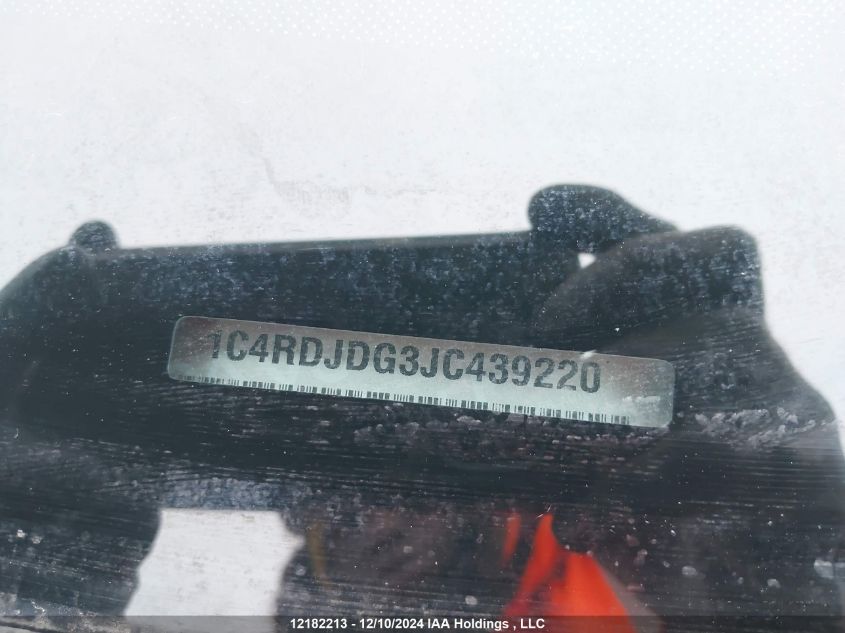 1C4RDJDG3JC439220
12182213 - 12/10/2024 IAA Holdings , LLC